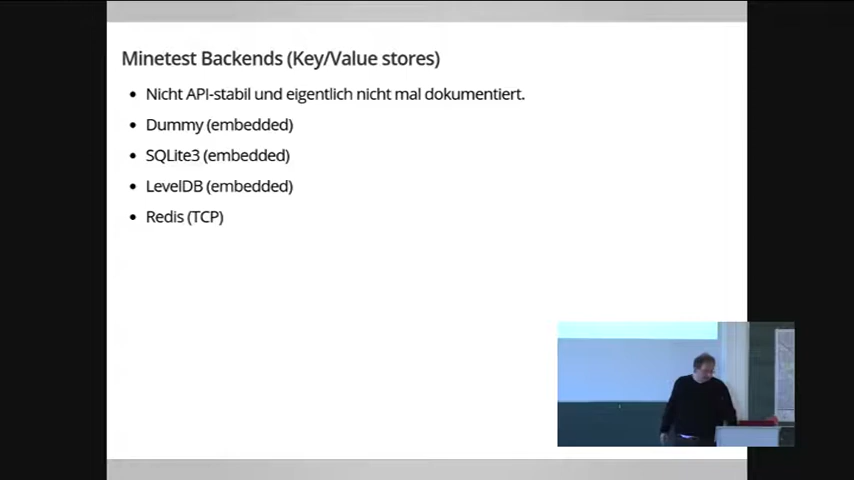 Minetest Backends (Key/Value stores)
Nicht API-stabil und eigentlich nicht mal dokumentiert.
Dummy (embedded)
SQLite3 (embedded)
LevelDB (embedded)
Redis (TCP)